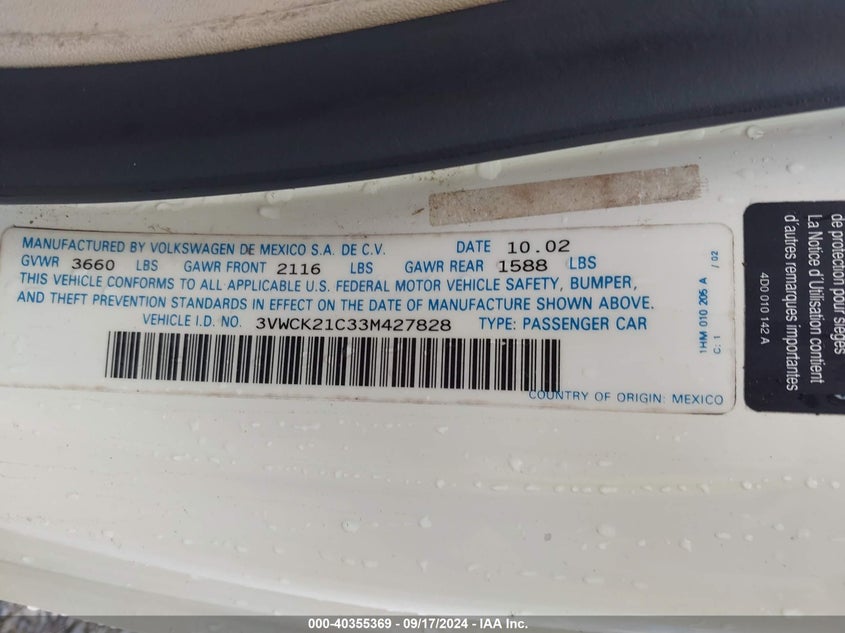 MANUFACTURED BY VOLKSWAGEN DE MEXICO S.A. DE C.V. DATE 10.02
GVWR 3660 LBS GAWR FRONT 2116 LBS GAWR REAR 1588 LBS
THIS VEHICLE CONFORMS TO ALL APPLICABLE U.S. FEDERAL MOTOR VEHICLE SAFETY, BUMPER,
AND THEFT PREVENTION STANDARDS IN EFFECT ON THE DATE OF MANUFACTURE SHOWN ABOVE.
VEHICLE I.D. NO. 3VWCK21C33M427828 TYPE: PASSENGER CAR
COUNTRY OF ORIGIN: MEXICO
1HM 010 205 A / 02
C: 1
4D0 010 142 A
de protection pour sièges
La Notice d'Utilisation contient
d'autres remarques importantes
000-40355369 - 09/17/2024 - IAA Inc.